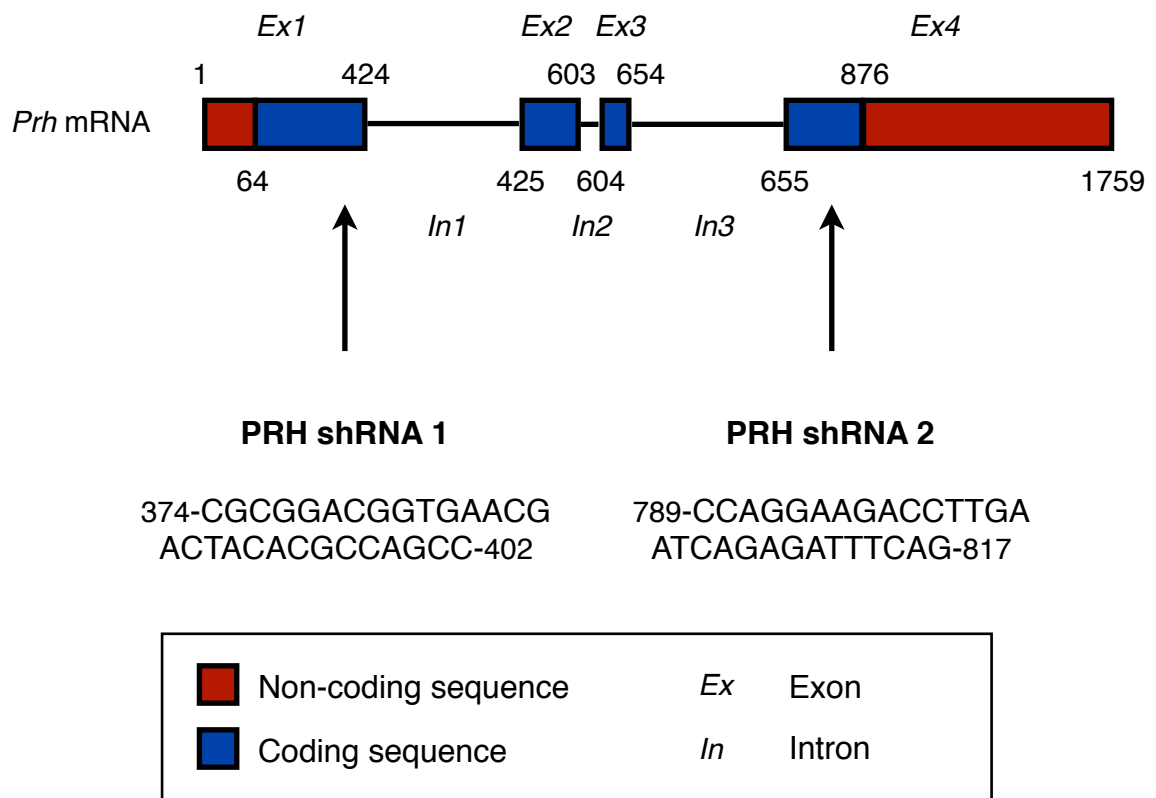 Ex1 Ex2 Ex3 Ex4
1 424 603 654 876
Prh mRNA
64 425 604 655 1759
In1 In2 In3
PRH shRNA 1 PRH shRNA 2
374-CGCGGACGGTGAACG 789-CCAGGAAGACCTTGA
ACTACACGCCAGCC-402 ATCAGAGATTTCAG-817
Non-coding sequence Ex Exon
Coding sequence In Intron